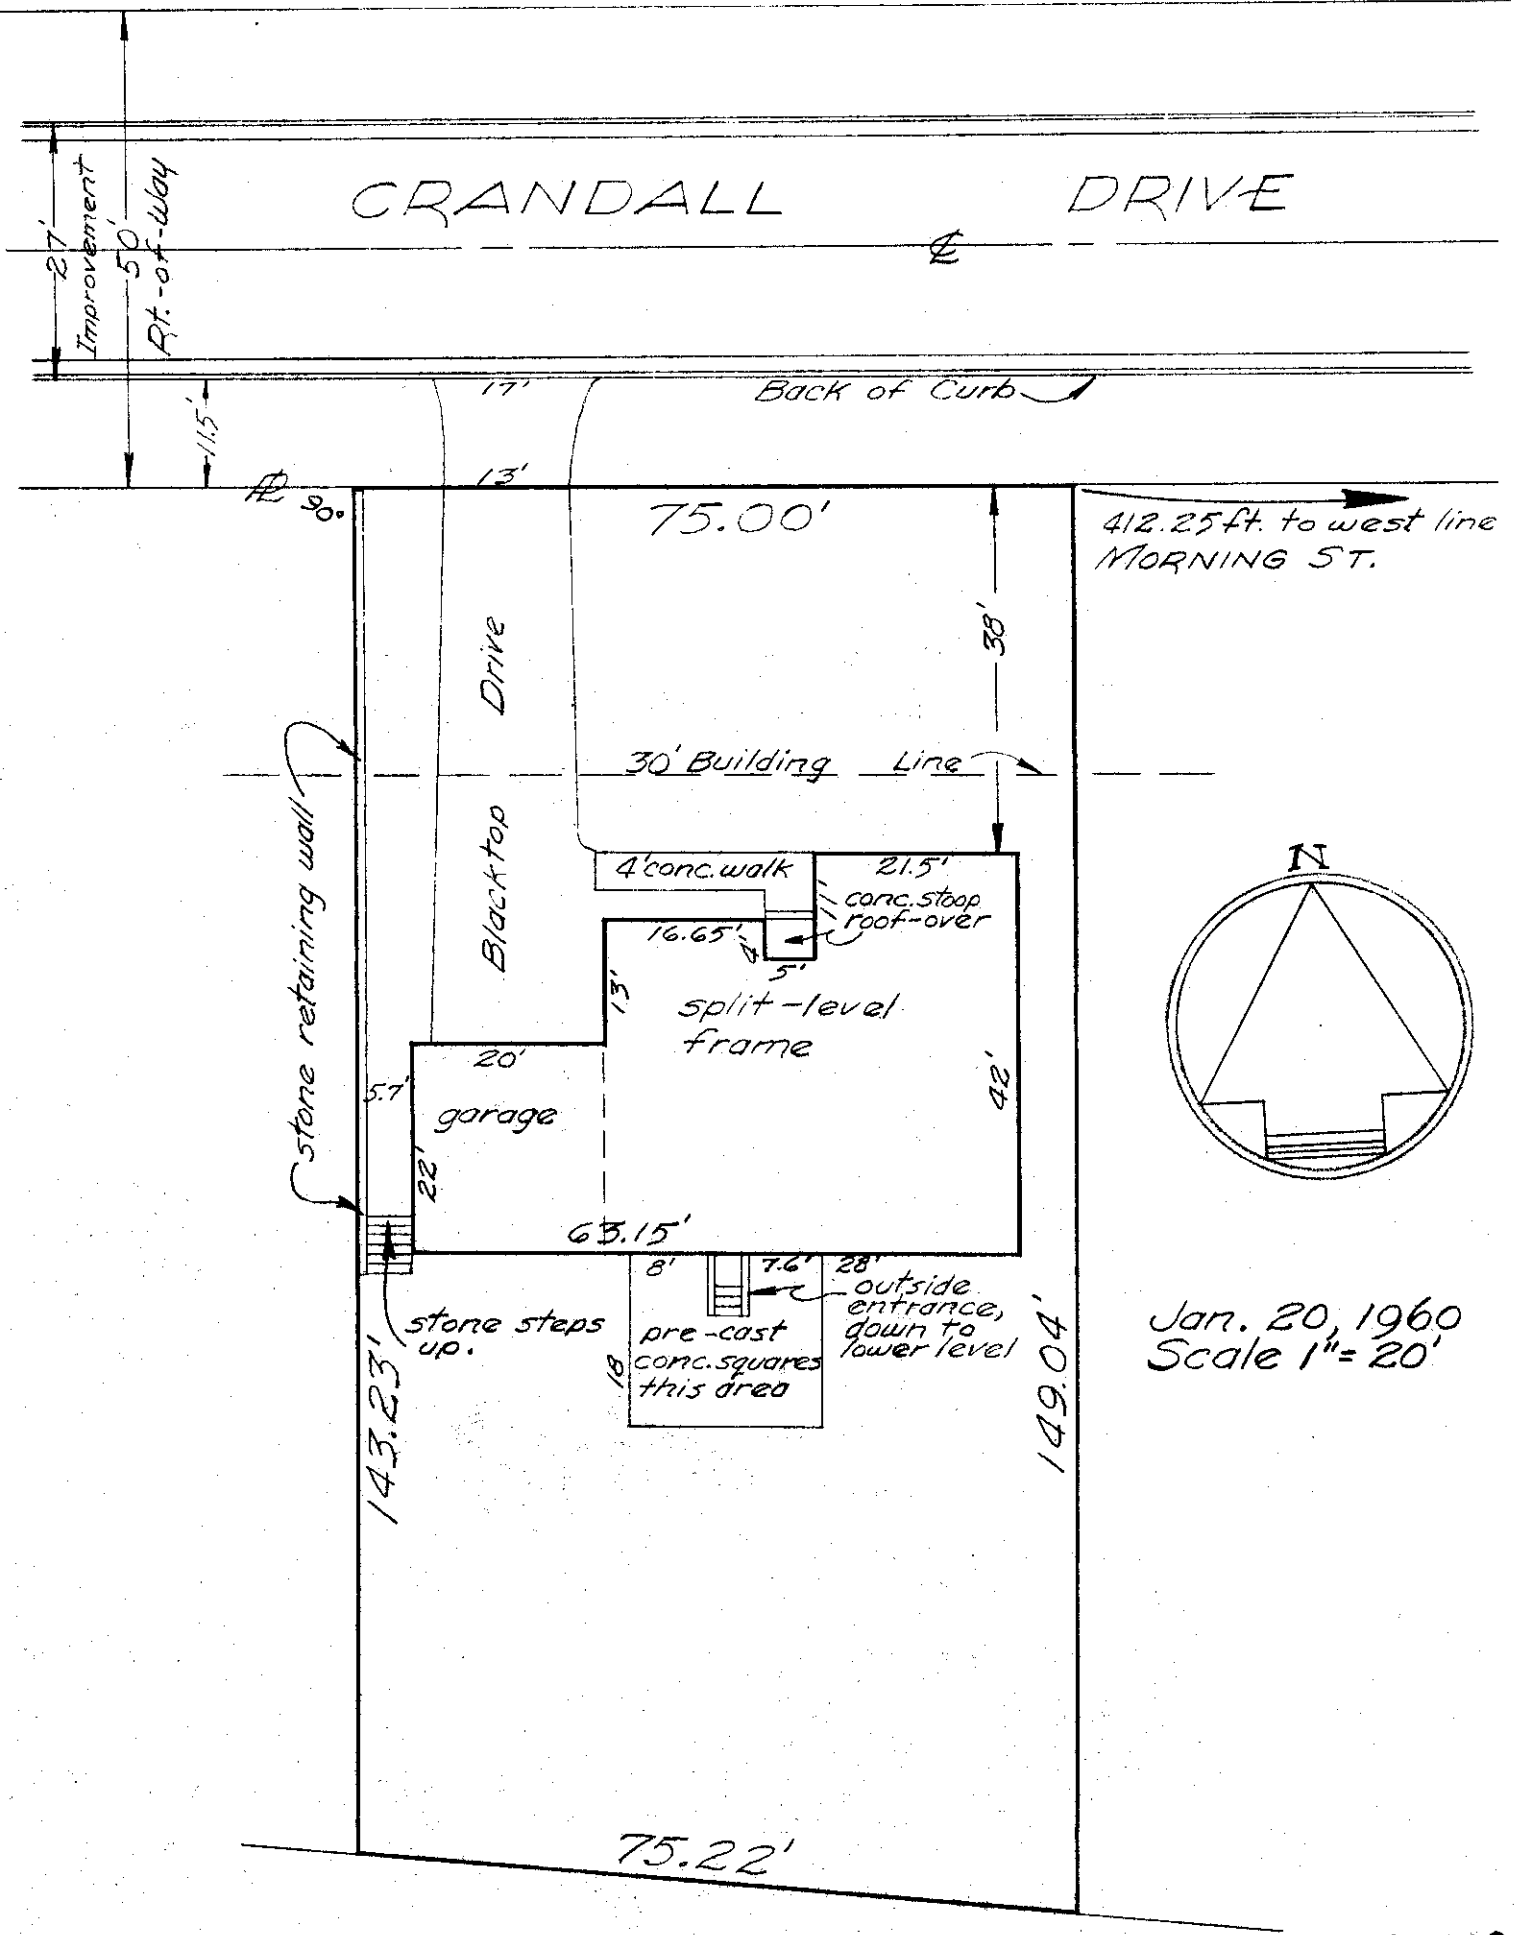 CRANDALL DRIVE
27'
Improvement
50'
Rt.-of-Way
℄
17'
Back of Curb
11.5'
13'
90°
75.00'
412.25 ft. to west line
MORNING ST.
38'
Blacktop Drive
30' Building Line
stone retaining wall
4' conc. walk
21.5'
conc. stoop
roof-over
16.65'
4'
5'
13'
split-level
frame
N
20'
5.7'
garage
42'
22'
63.15'
8'
7.6'
28'
outside
entrance,
down to
lower level
stone steps
up.
pre-cast
conc. squares
this area
18
143.23'
149.04'
Jan. 20, 1960
Scale 1"= 20'
75.22'